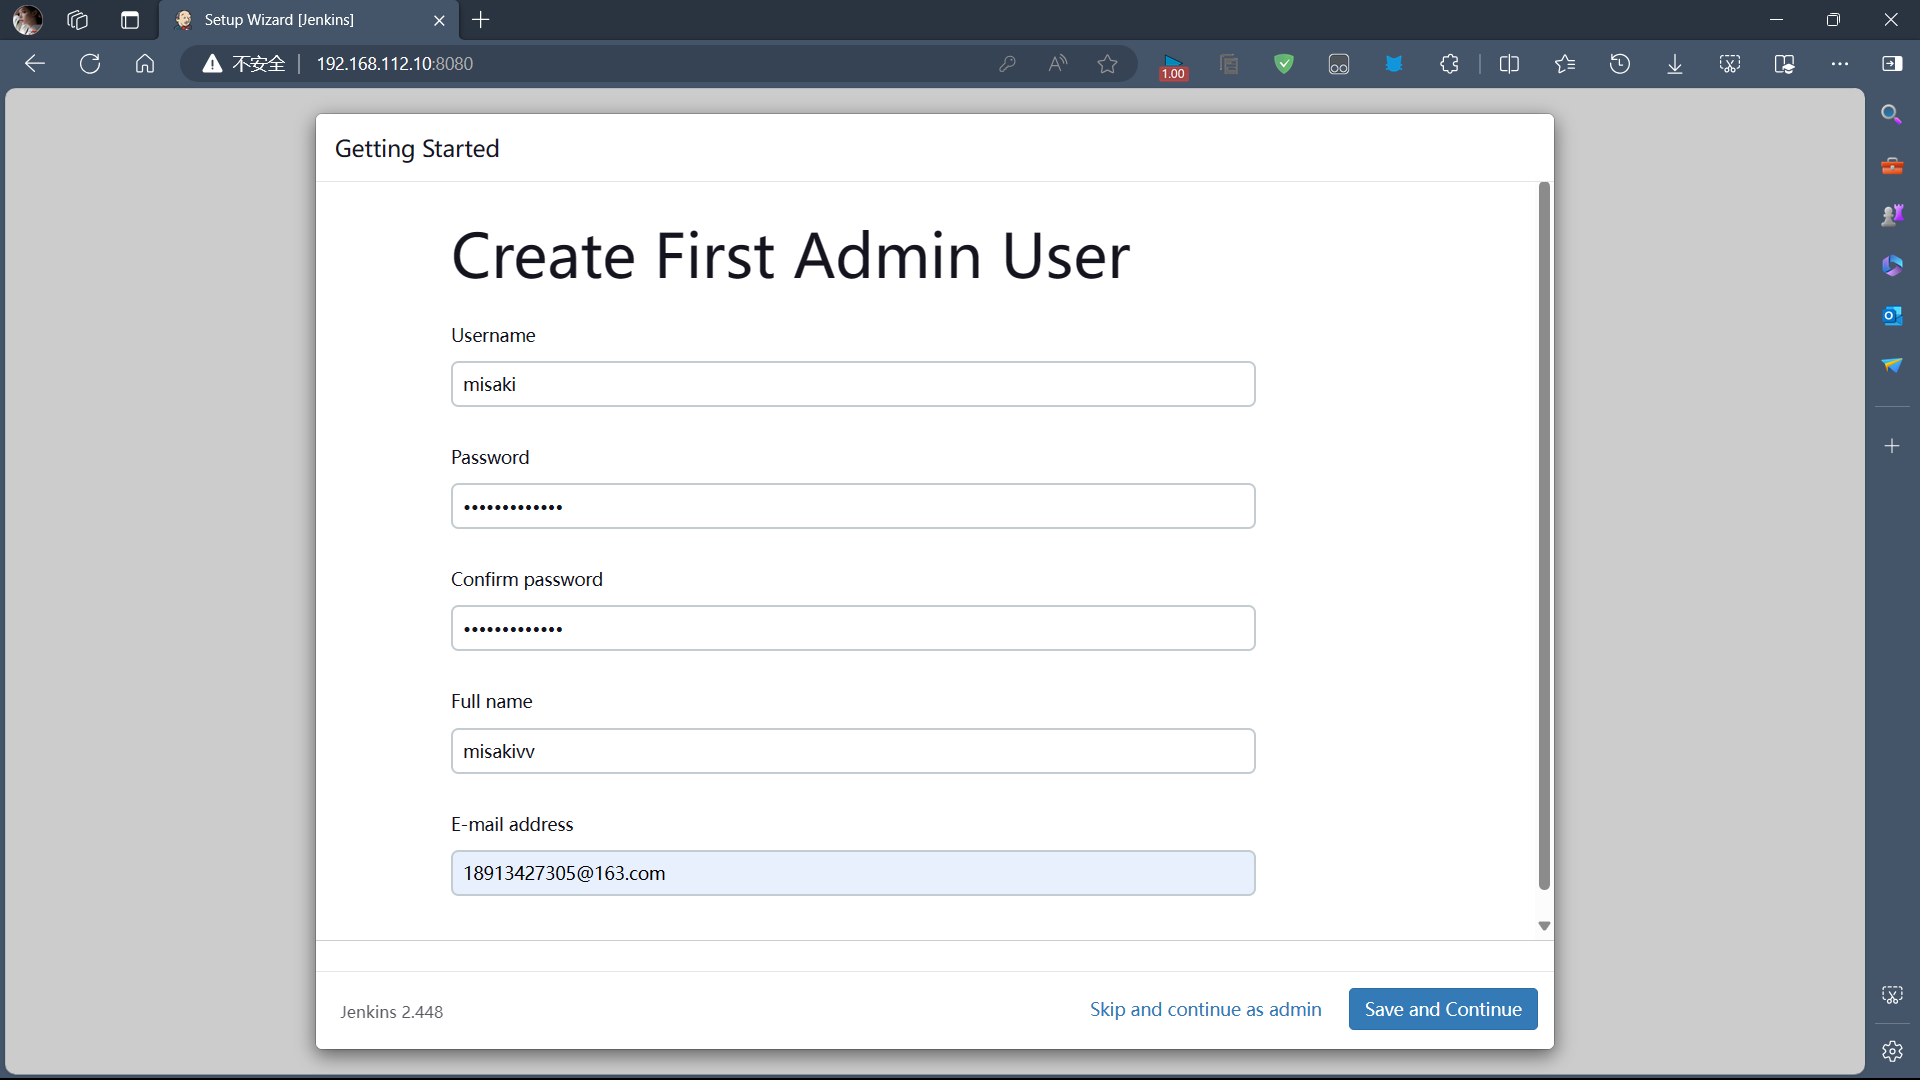 Setup Wizard [Jenkins]
不安全
192.168.112.10:8080
1.00
Getting Started
Create First Admin User
Username
misaki
Password
•••••••••••••
Confirm password
•••••••••••••
Full name
misakivv
E-mail address
18913427305@163.com
Jenkins 2.448
Skip and continue as admin
Save and Continue